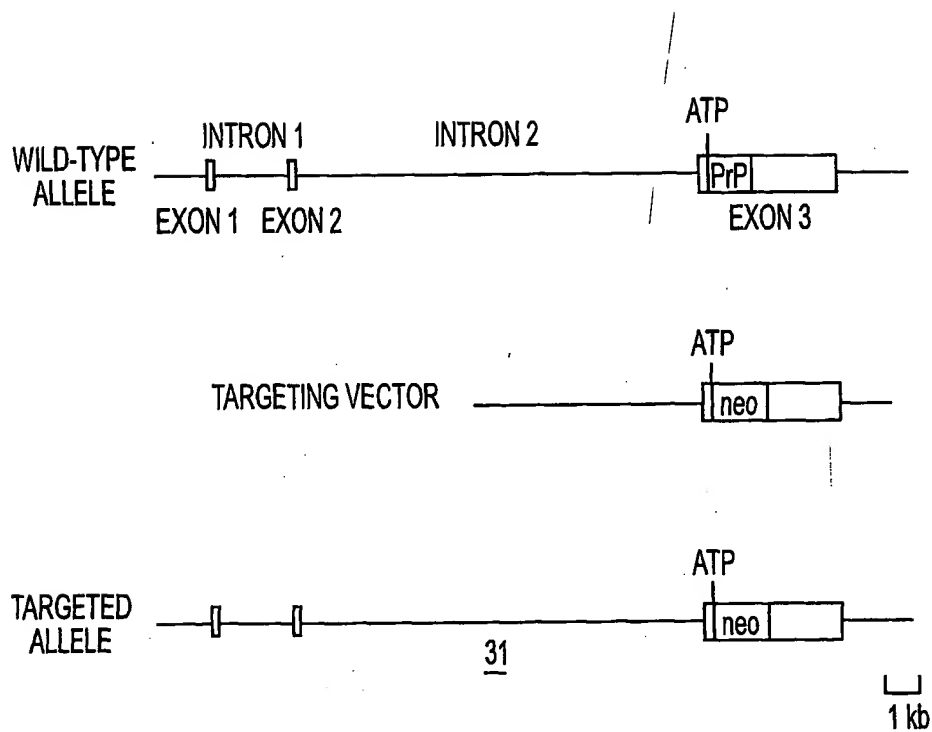 ATP
INTRON 1 INTRON 2
WILD-TYPE
ALLELE
PrP
EXON 1 EXON 2 EXON 3
ATP
TARGETING VECTOR
neo
ATP
TARGETED
ALLELE
neo
31
1 kb